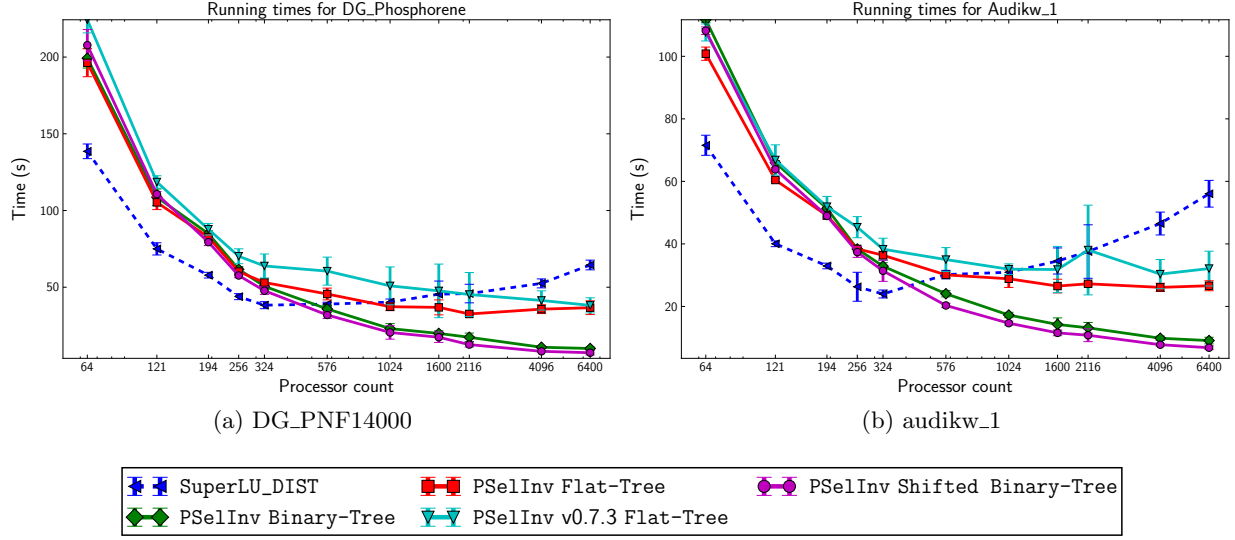 Running times for DG_Phosphorene
200
150
100
50
Time (s)
64 121 194 256 324 576 1024 1600 2116 4096 6400
Processor count
(a) DG_PNF14000
Running times for Audikw_1
100
80
60
40
20
Time (s)
64 121 194 256 324 576 1024 1600 2116 4096 6400
Processor count
(b) audikw_1
SuperLU_DIST PSelInv Flat-Tree PSelInv Shifted Binary-Tree
PSelInv Binary-Tree PSelInv v0.7.3 Flat-Tree